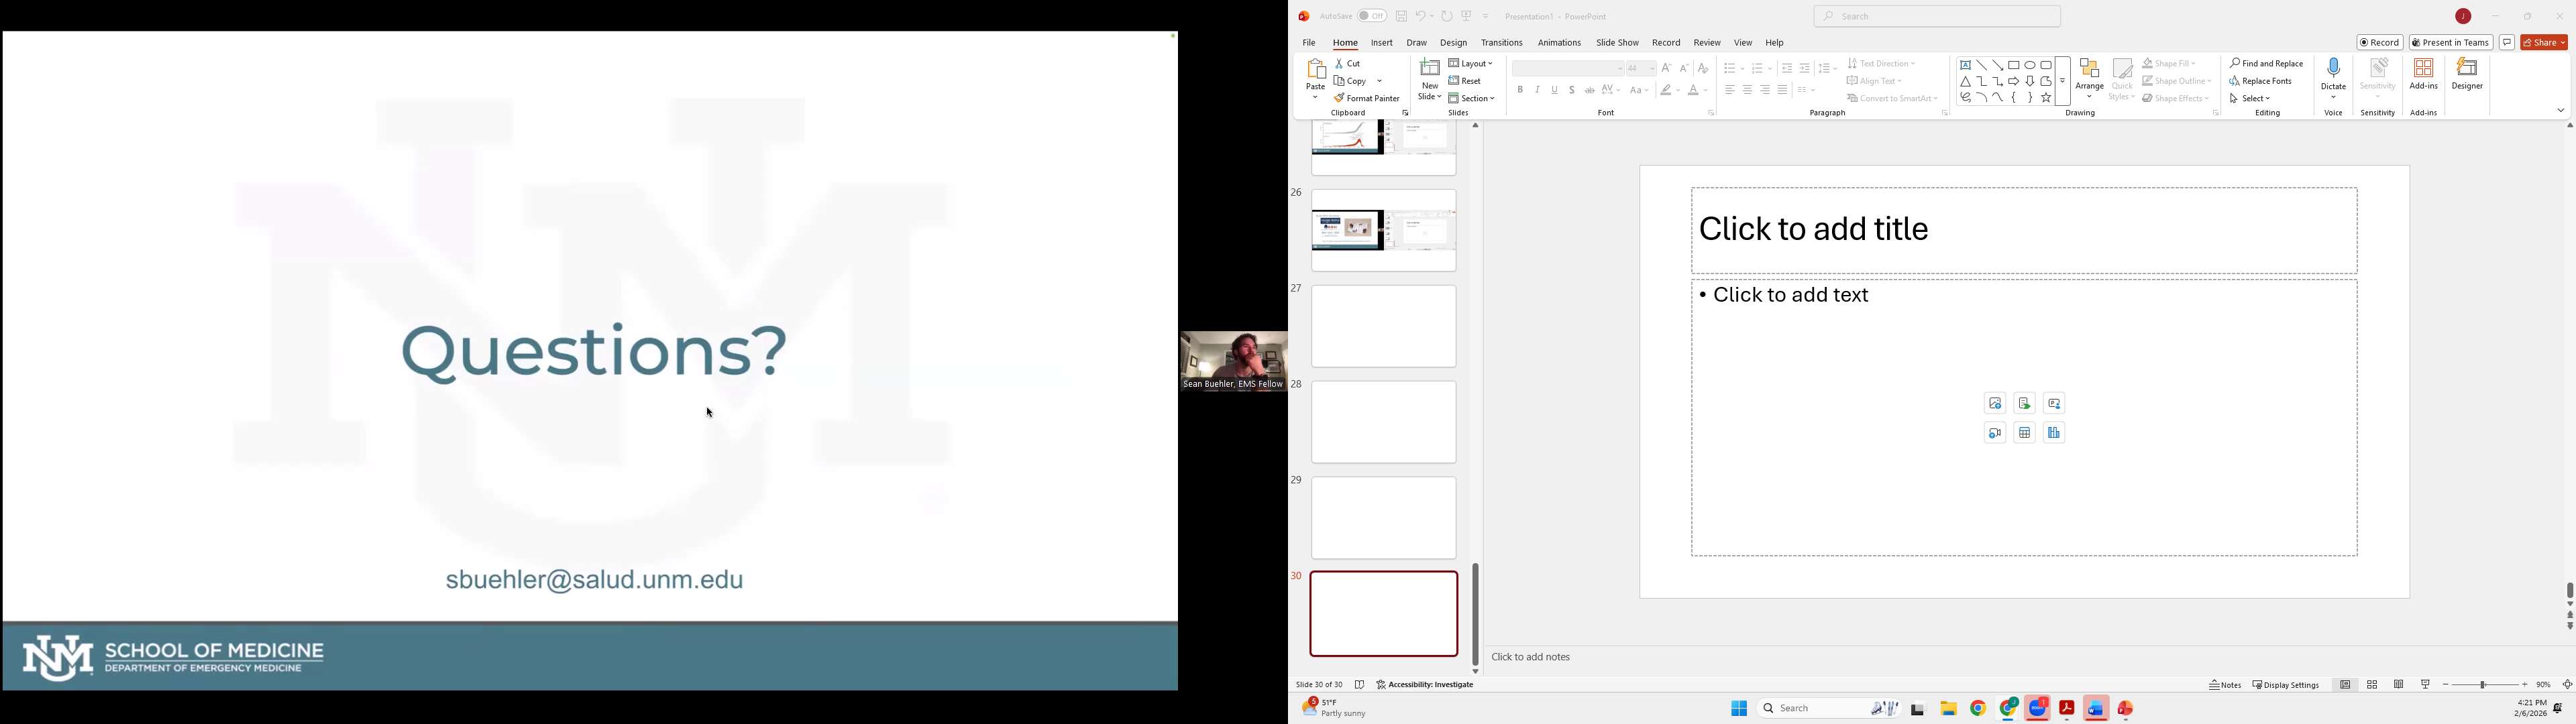 Questions?
sbuehler@salud.unm.edu
SCHOOL OF MEDICINE
DEPARTMENT OF EMERGENCY MEDICINE
Sean Buehler, EMS Fellow
AutoSave Off
Presentation1 - PowerPoint
Search
J
File Home Insert Draw Design Transitions Animations Slide Show Record Review View Help
Record Present in Teams Share
Paste
Cut
Copy
Format Painter
Clipboard
New Slide
Layout
Reset
Section
Slides
44
Font
Text Direction
Align Text
Convert to SmartArt
Paragraph
Arrange
Quick Styles
Shape Fill
Shape Outline
Shape Effects
Drawing
Find and Replace
Replace Fonts
Select
Editing
Dictate
Voice
Sensitivity
Sensitivity
Add-ins
Add-ins
Designer
26
27
28
29
30
Click to add title
• Click to add text
Click to add notes
Slide 30 of 30 Accessibility: Investigate
Notes Display Settings 90%
5
51°F
Partly sunny
Search
4:21 PM
2/6/2026